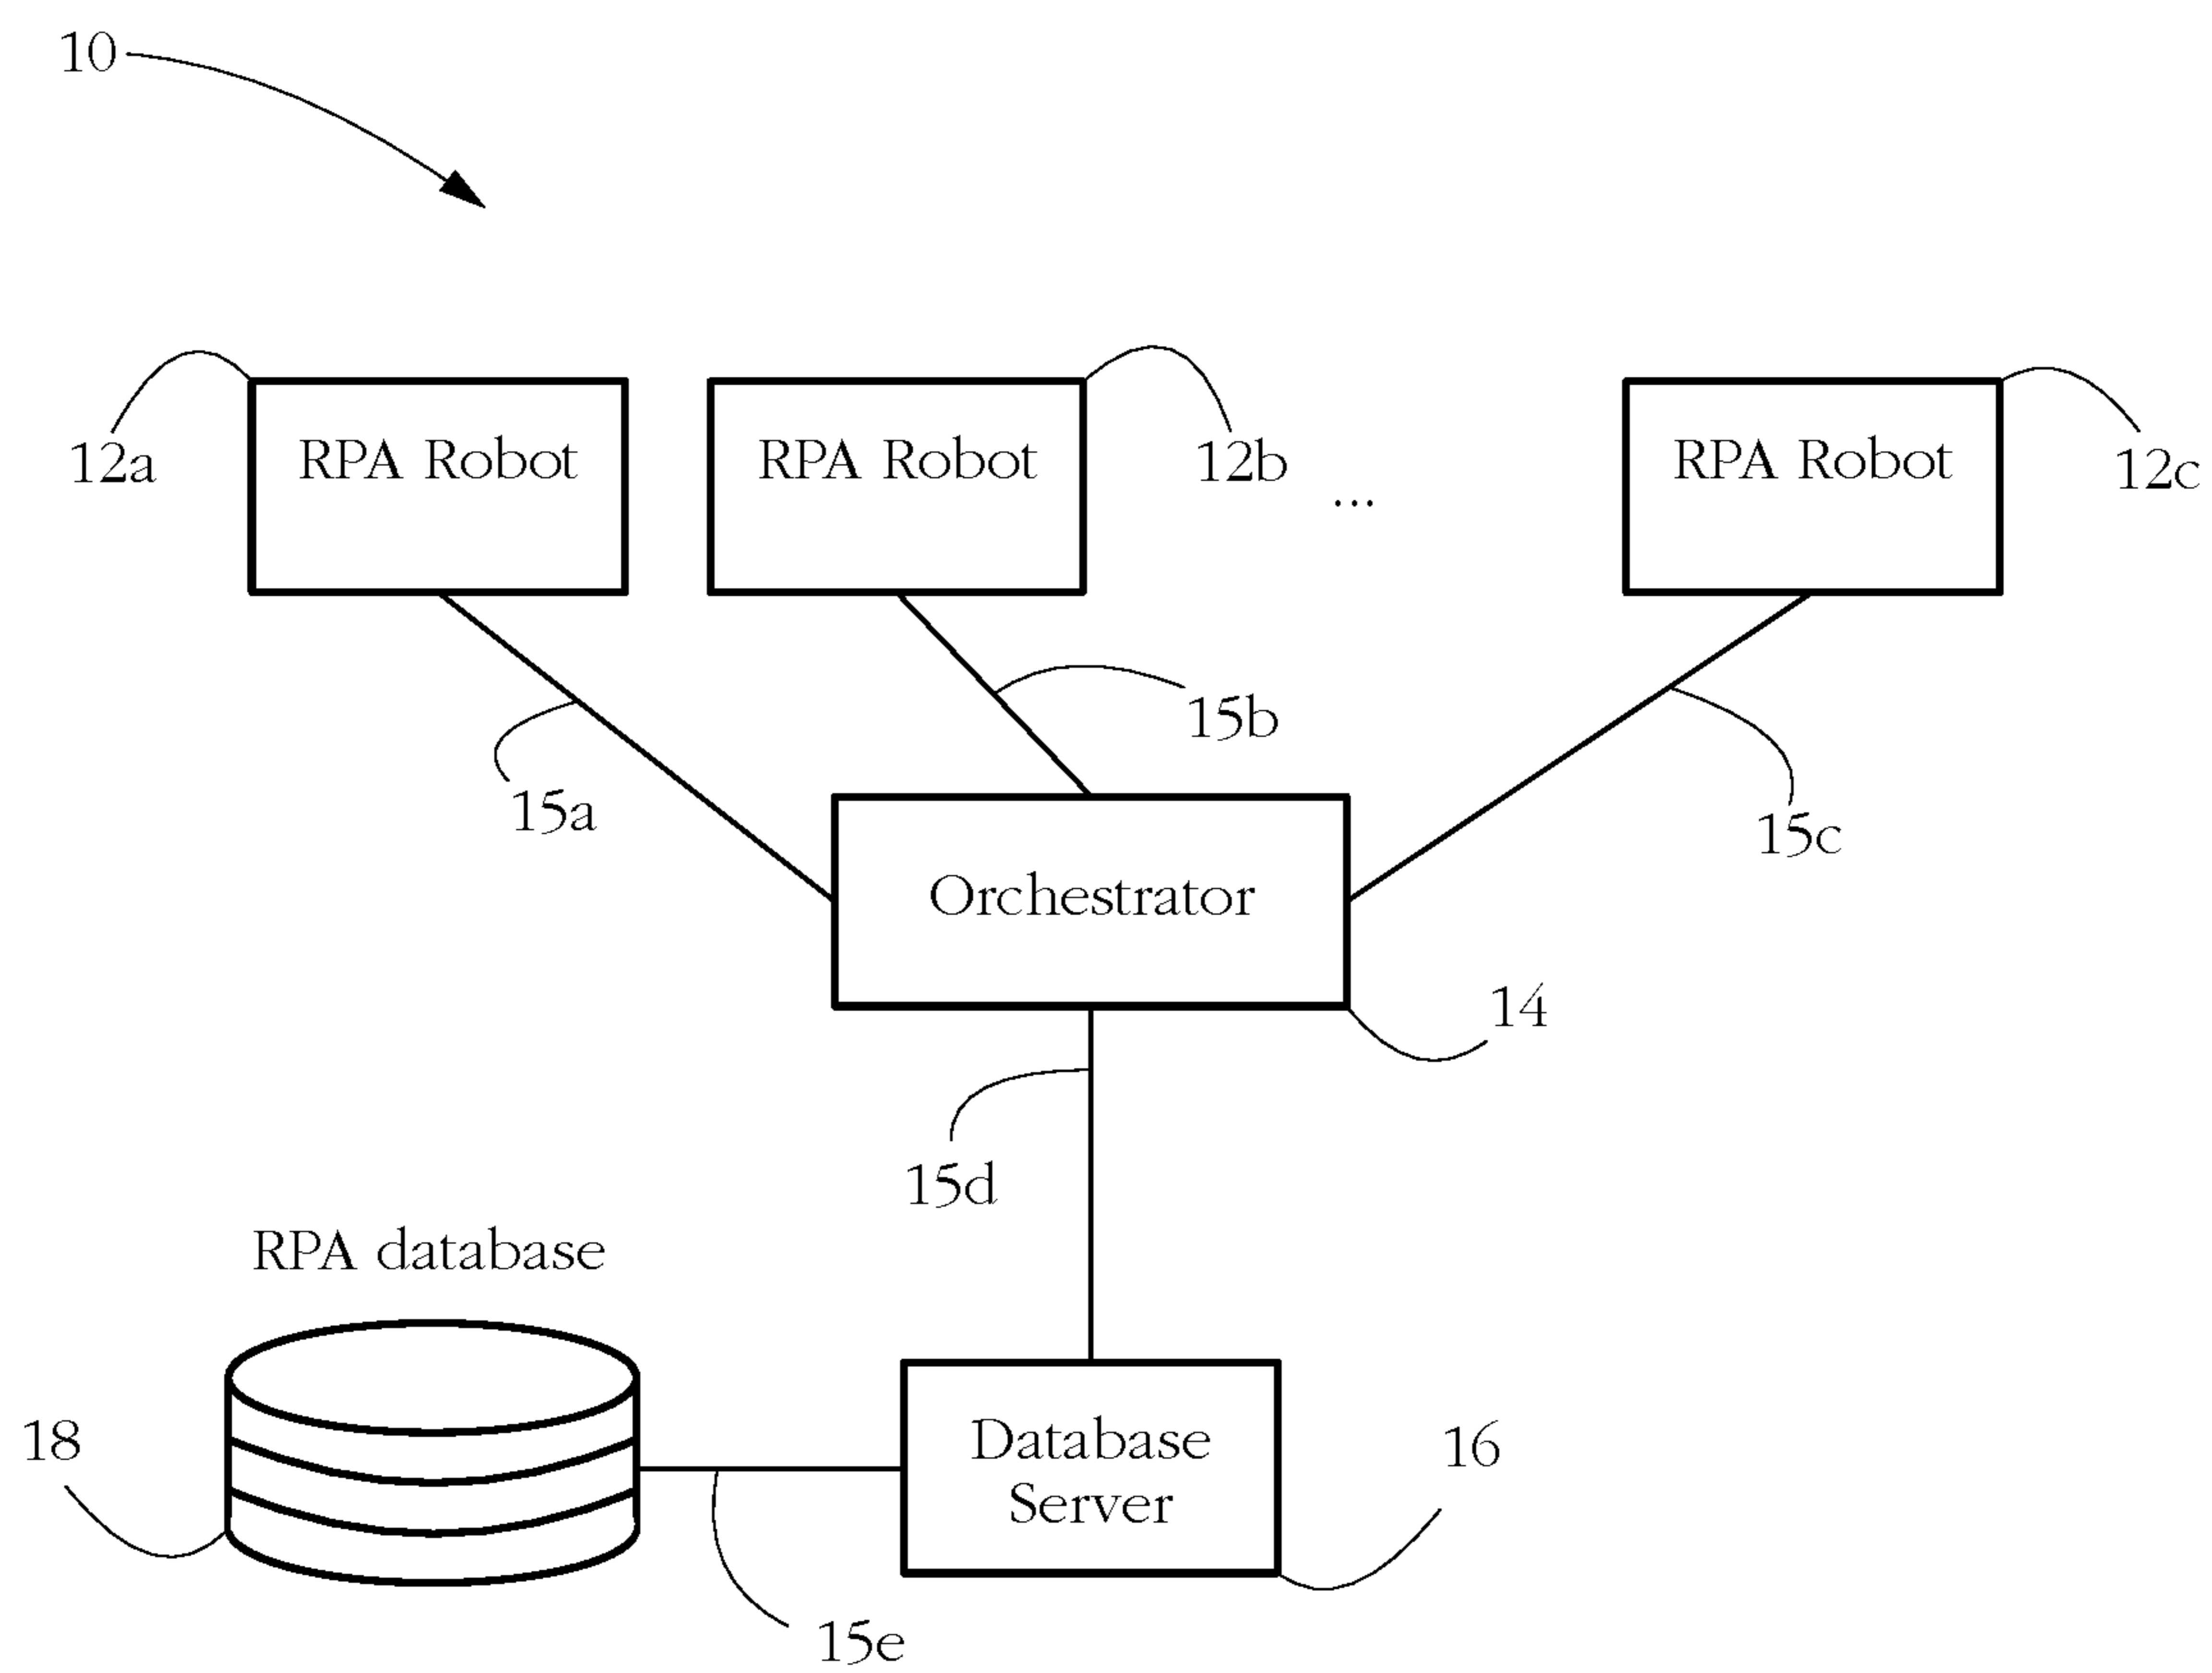 10
12a
RPA Robot
RPA Robot
12b
...
RPA Robot
12c
15a
15b
15c
Orchestrator
14
15d
RPA database
18
Database
Server
16
15e